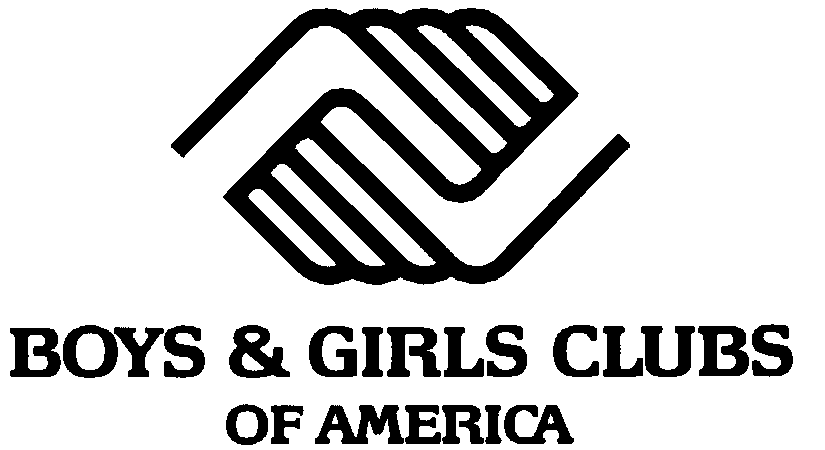 BOYS & GIRLS CLUBS
OF AMERICA